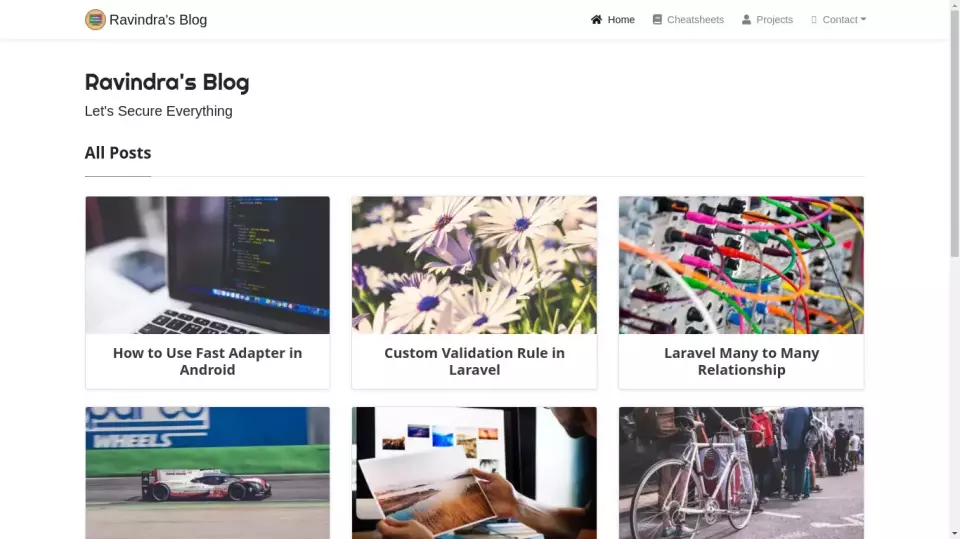 Ravindra's Blog
Home
Cheatsheets
Projects
Contact
Ravindra's Blog
Let's Secure Everything
All Posts
How to Use Fast Adapter in
Android
Custom Validation Rule in
Laravel
Laravel Many to Many
Relationship
WHEELS